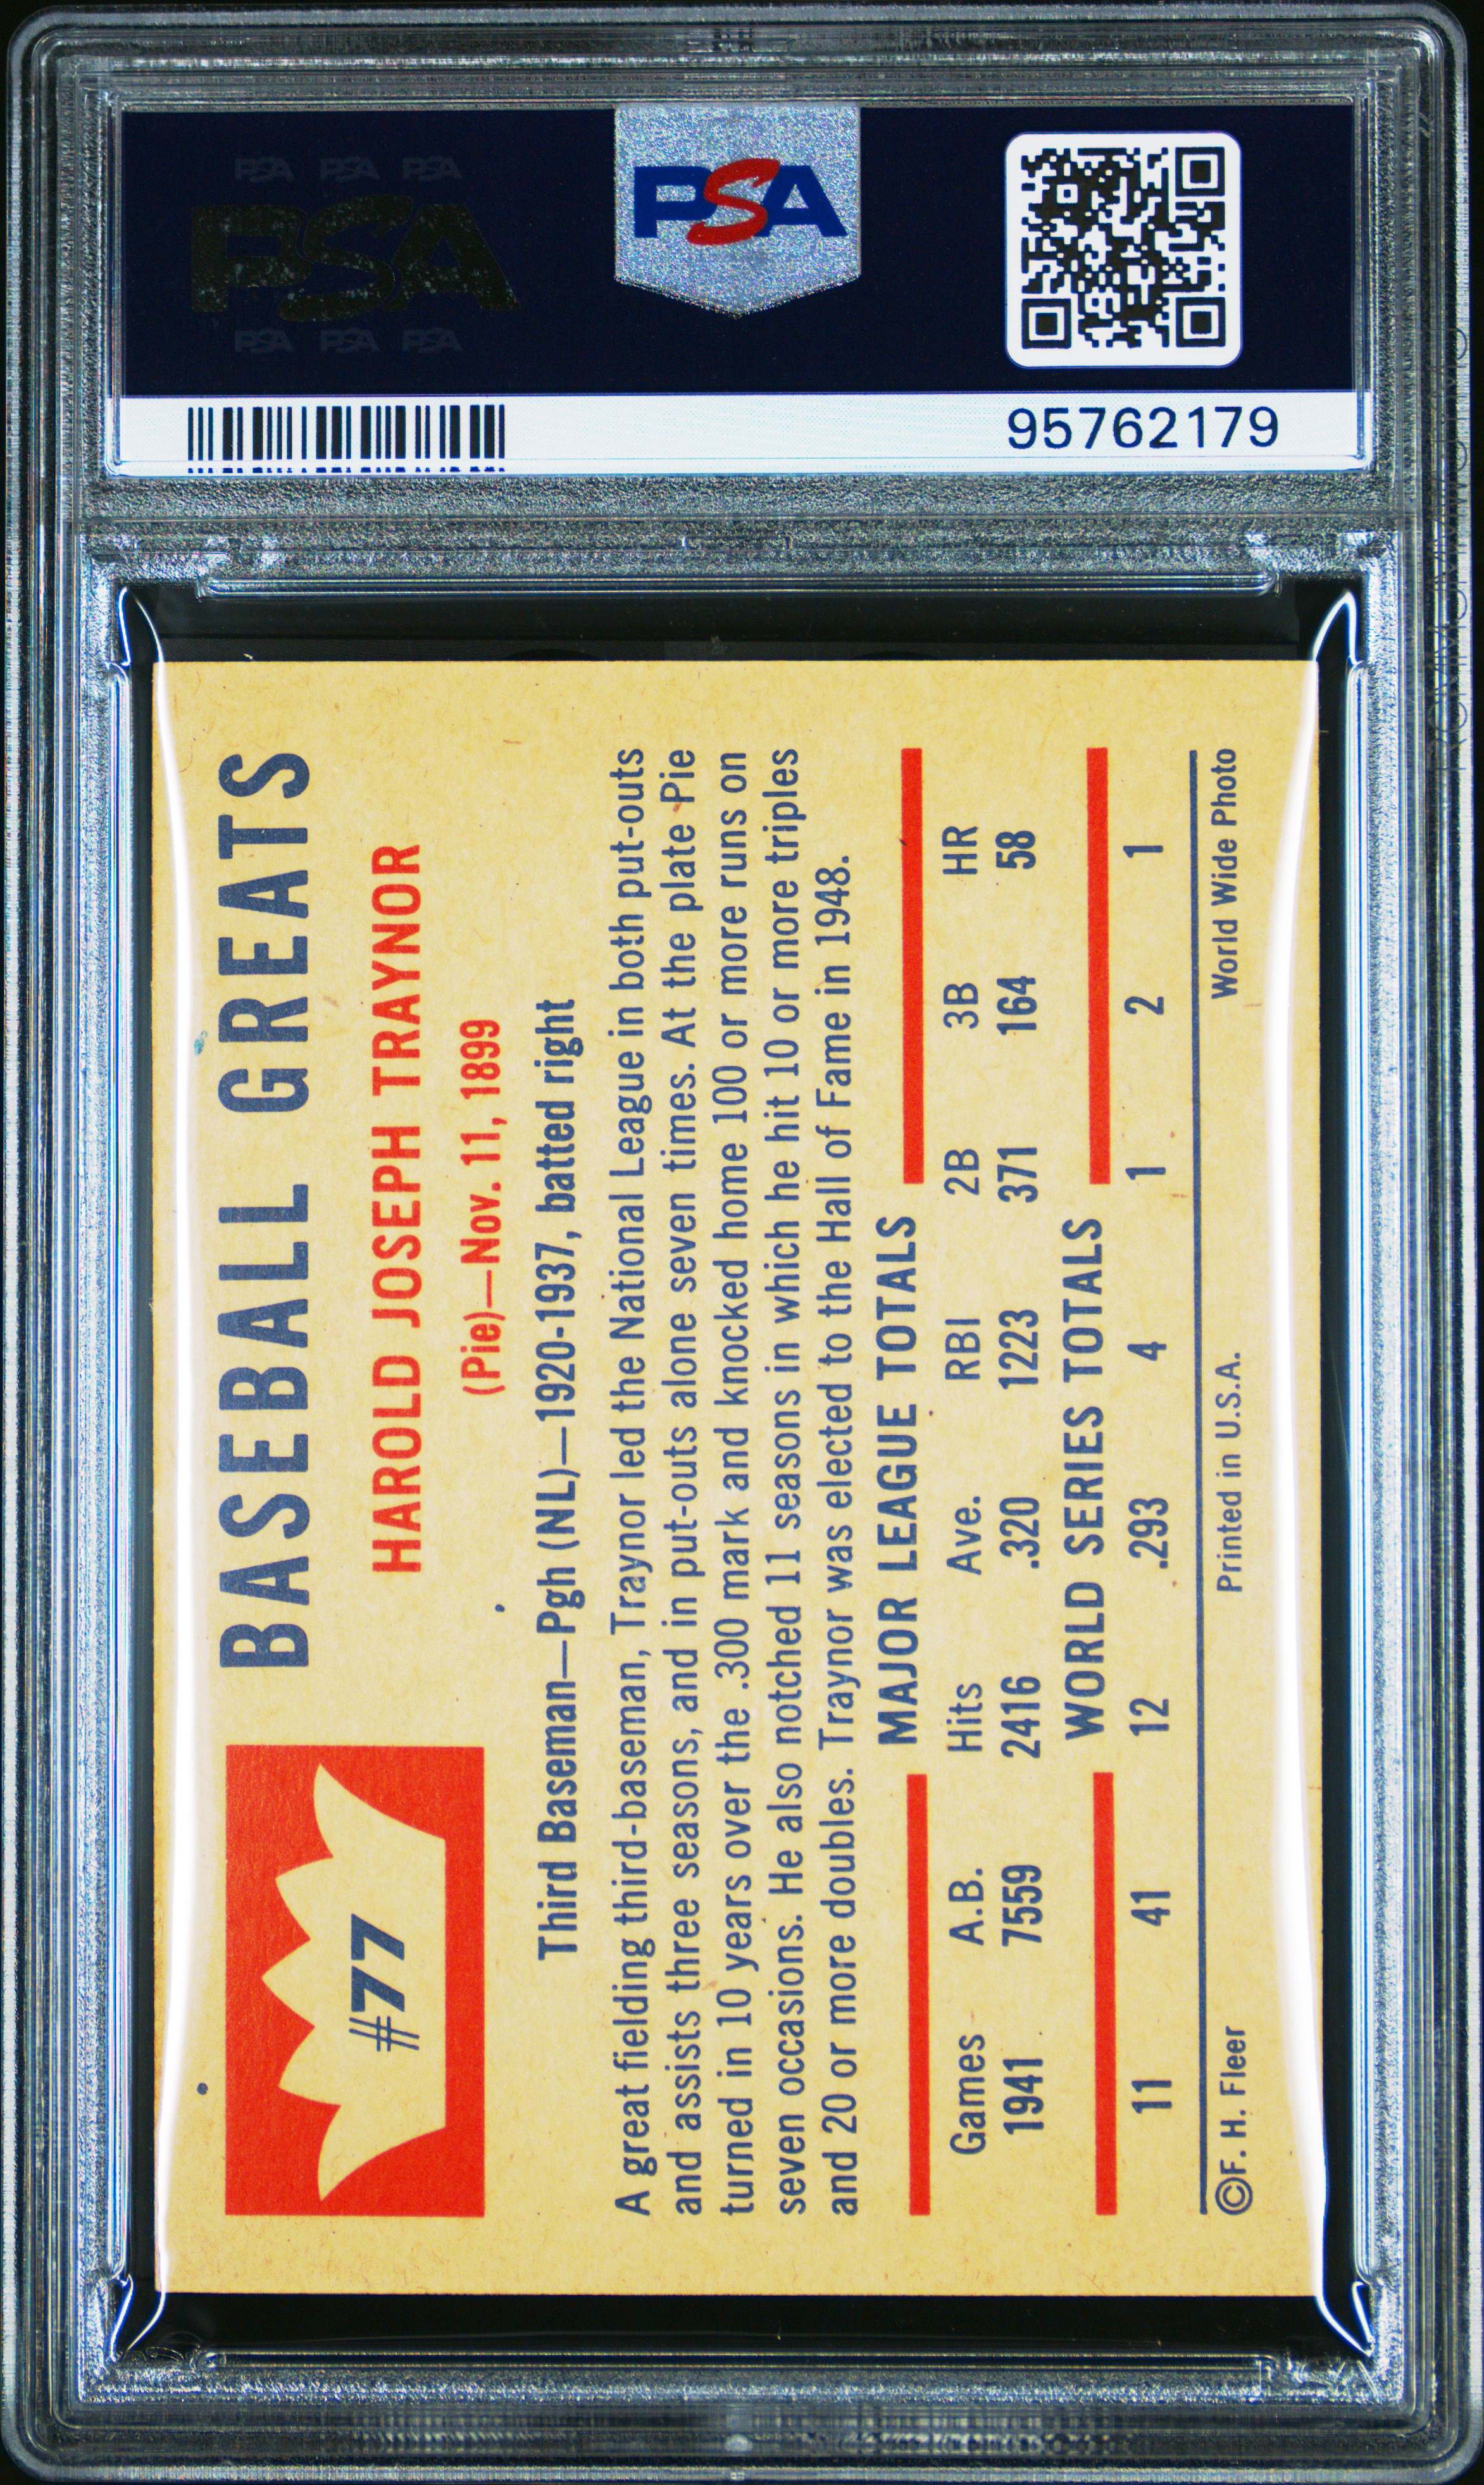 PSA PSA PSA
PSA
PSA PSA PSA
PSA
95762179
#77
BASEBALL GREATS
HAROLD JOSEPH TRAYNOR
(Pie)—Nov. 11, 1899
Third Baseman—Pgh (NL)—1920-1937, batted right
A great fielding third-baseman, Traynor led the National League in both put-outs
and assists three seasons, and in put-outs alone seven times. At the plate Pie
turned in 10 years over the .300 mark and knocked home 100 or more runs on
seven occasions. He also notched 11 seasons in which he hit 10 or more triples
and 20 or more doubles. Traynor was elected to the Hall of Fame in 1948.
MAJOR LEAGUE TOTALS
Games A.B. Hits Ave. RBI 2B 3B HR
1941 7559 2416 .320 1223 371 164 58
WORLD SERIES TOTALS
11 41 12 .293 4 1 2 1
©F. H. Fleer Printed in U.S.A. World Wide Photo